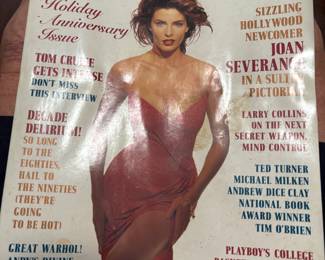 Holiday
Anniversary
Issue
TOM CRUISE
GETS INTENSE
DON'T MISS
THIS INTERVIEW
DECADE
DELIRIUM!
SO LONG
TO THE
EIGHTIES,
HAIL TO
THE NINETIES
(THEY'RE
GOING
TO BE HOT)
GREAT WARHOL!
ANDY'S DIVINE
SIZZLING
HOLLYWOOD
NEWCOMER
JOAN
SEVERANCE
IN A SULTRY
PICTORIAL
LARRY COLLINS
ON THE NEXT
SECRET WEAPON,
MIND CONTROL
TED TURNER
MICHAEL MILKEN
ANDREW DICE CLAY
NATIONAL BOOK
AWARD WINNER
TIM O'BRIEN
PLAYBOY'S COLLEGE